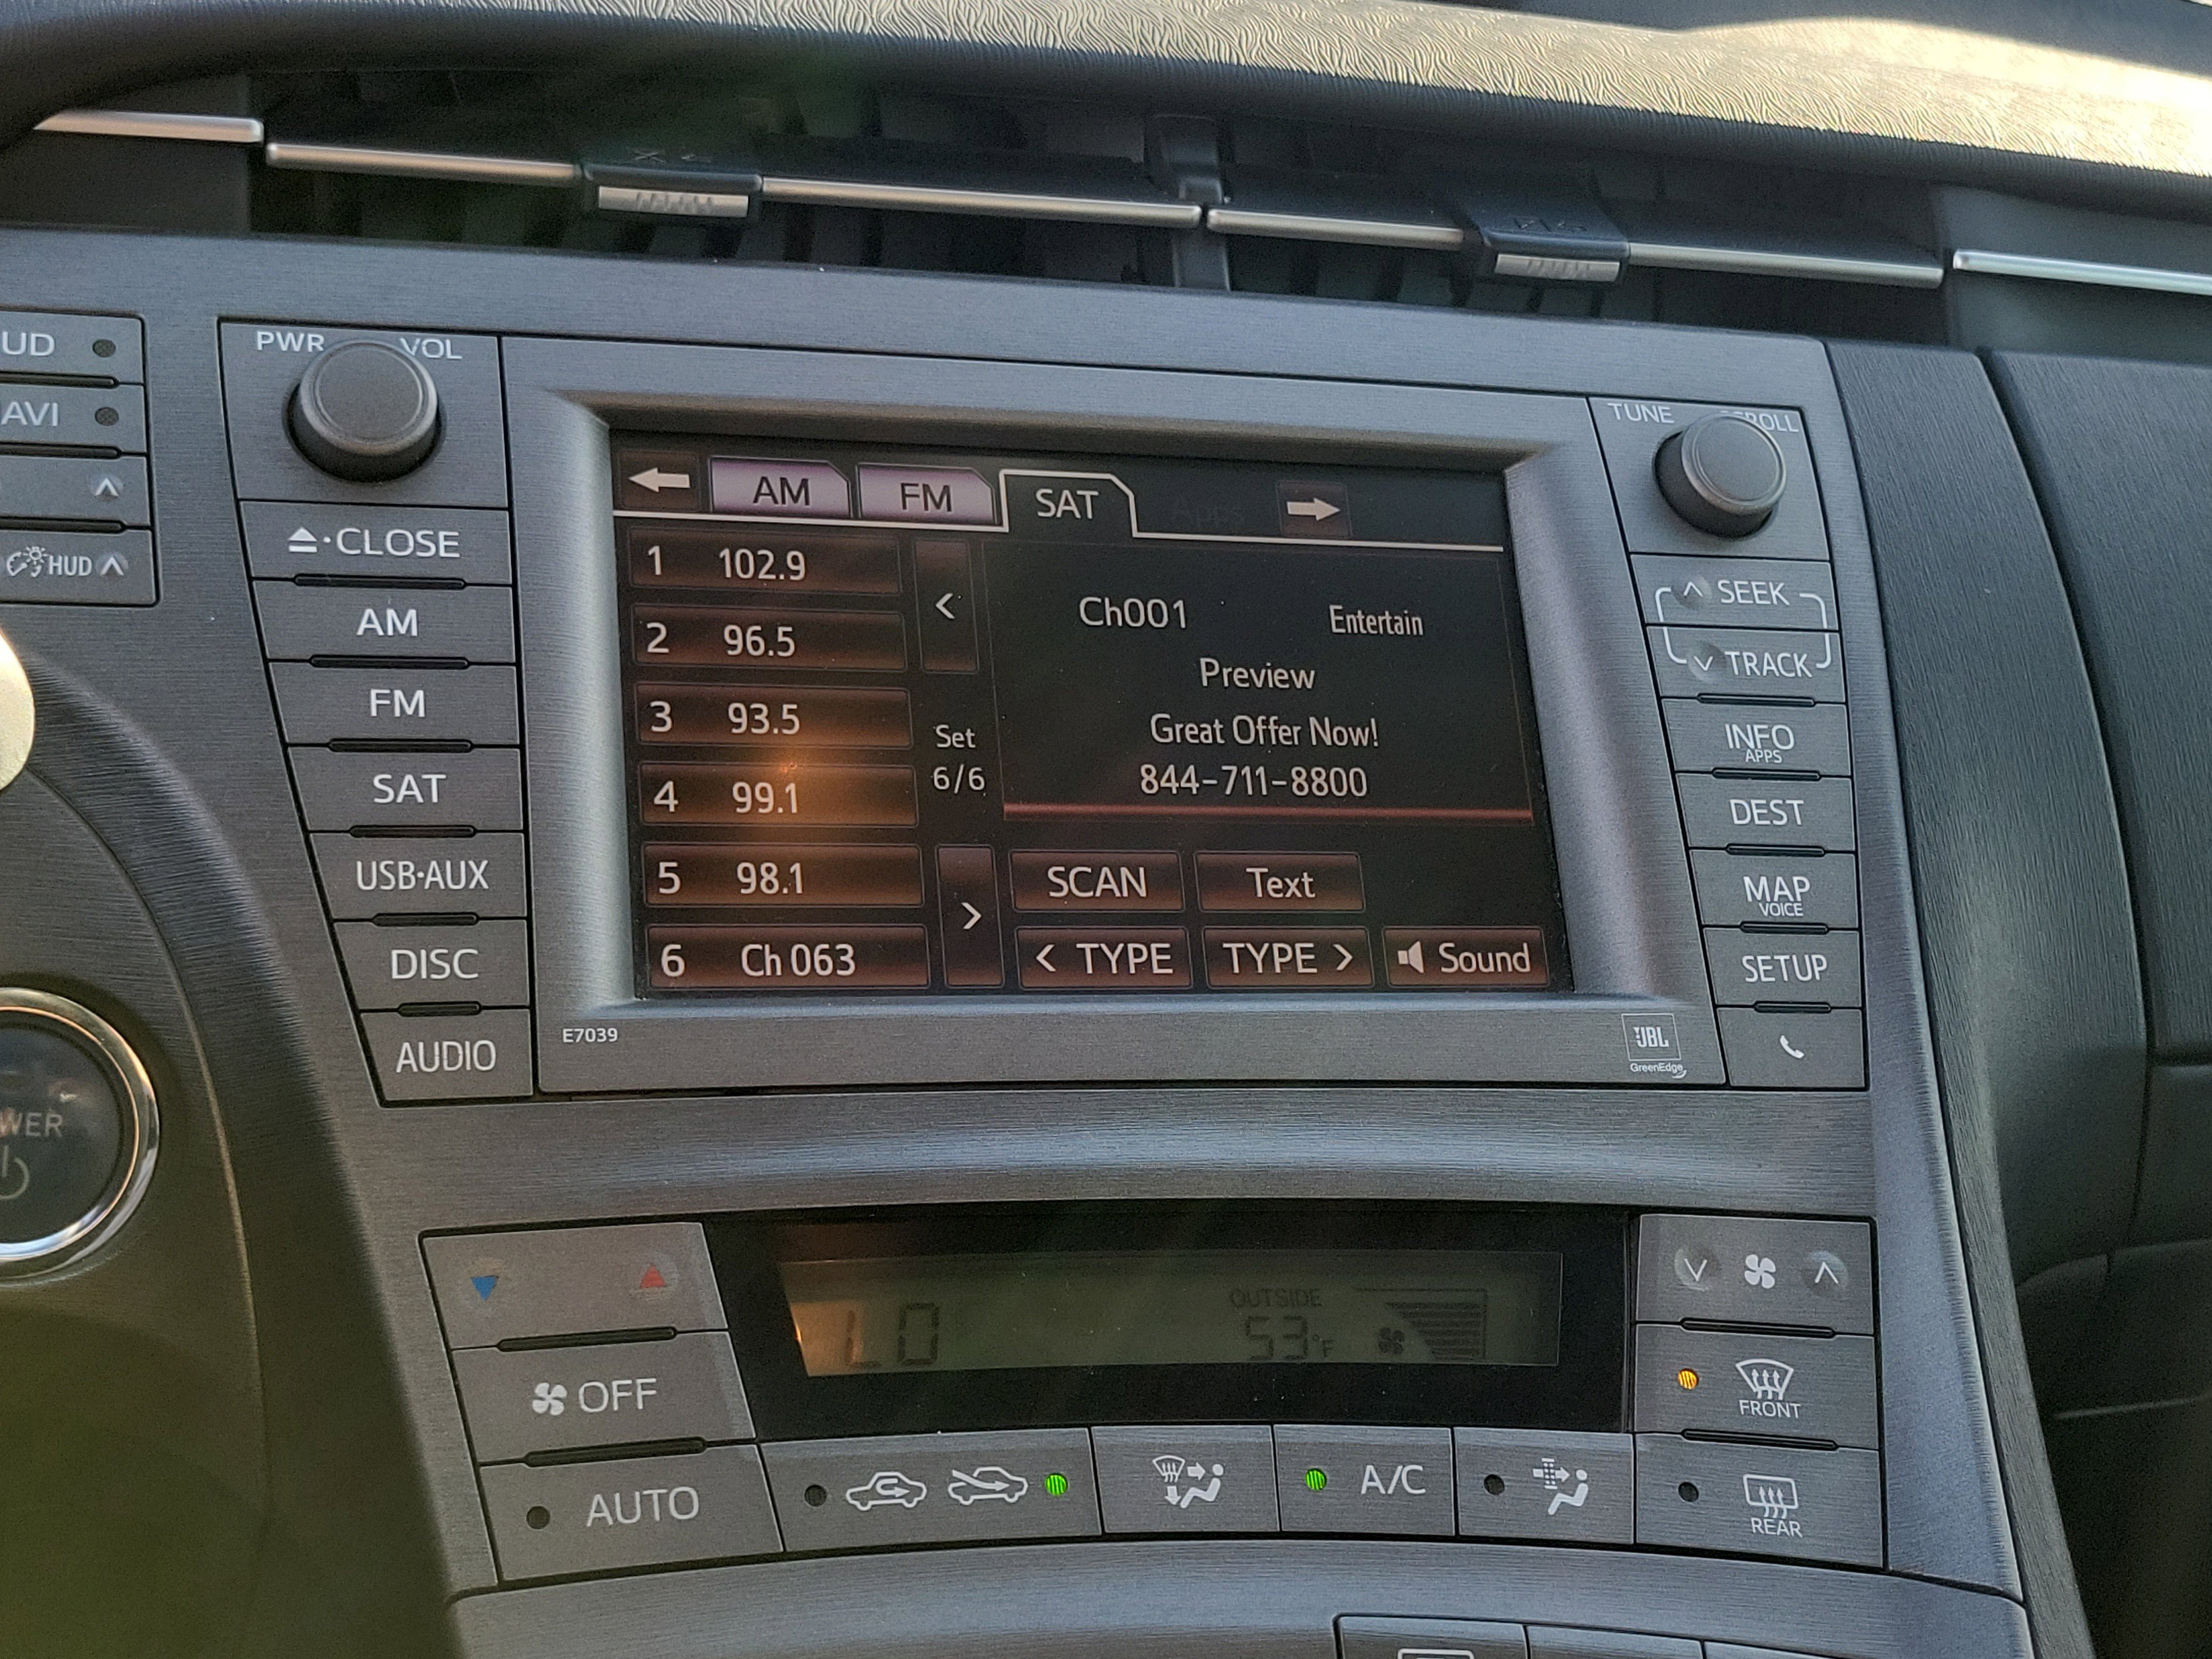 PWR VOL
TUNE SCROLL
UD
AVI
HUD
CLOSE
AM
FM
SAT
USB·AUX
DISC
AUDIO
AM FM SAT Apps
1 102.9
2 96.5
3 93.5
4 99.1
5 98.1
6 Ch 063
Set
6/6
Ch001 Entertain
Preview
Great Offer Now!
844-711-8800
SCAN Text
< TYPE TYPE > Sound
E7039
JBL
GreenEdge
SEEK
TRACK
INFO
APPS
DEST
MAP
VOICE
SETUP
WER
OFF
AUTO
LO
OUTSIDE
53°F
A/C
FRONT
REAR